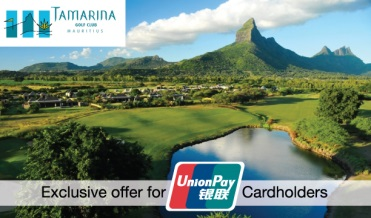 TAMARINA
GOLF CLUB
MAURITIUS
Exclusive offer for UnionPay 银联 Cardholders